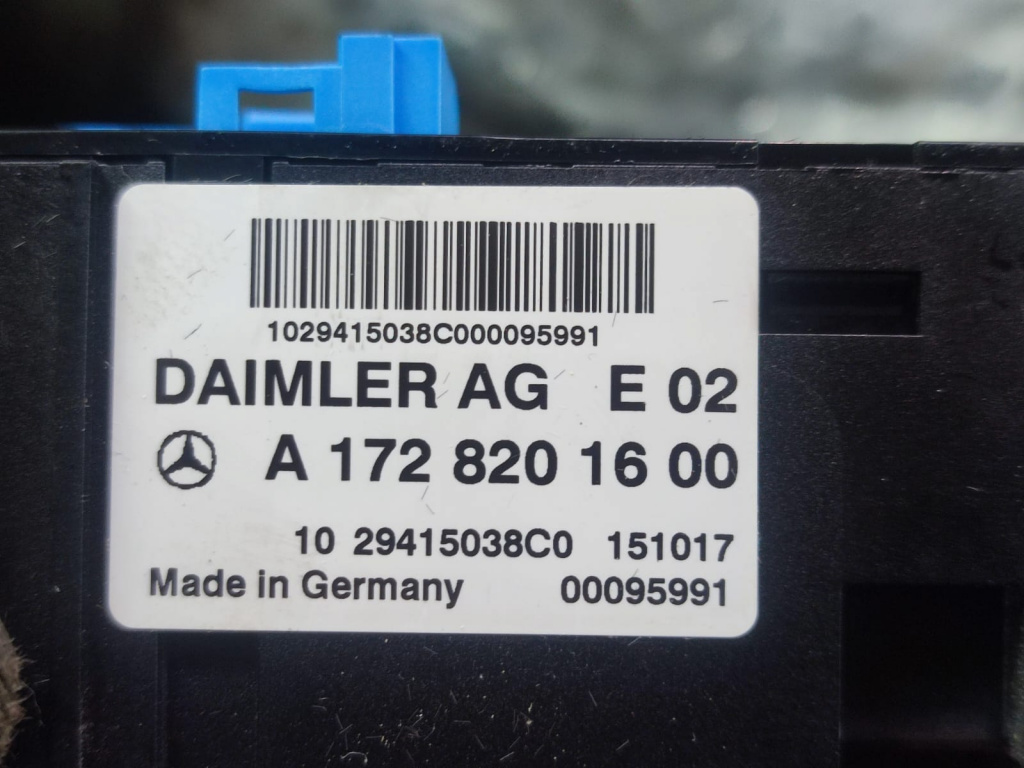 1029415038C000095991
DAIMLER AG E 02
A 172 820 16 00
10 29415038C0 151017
Made in Germany 00095991